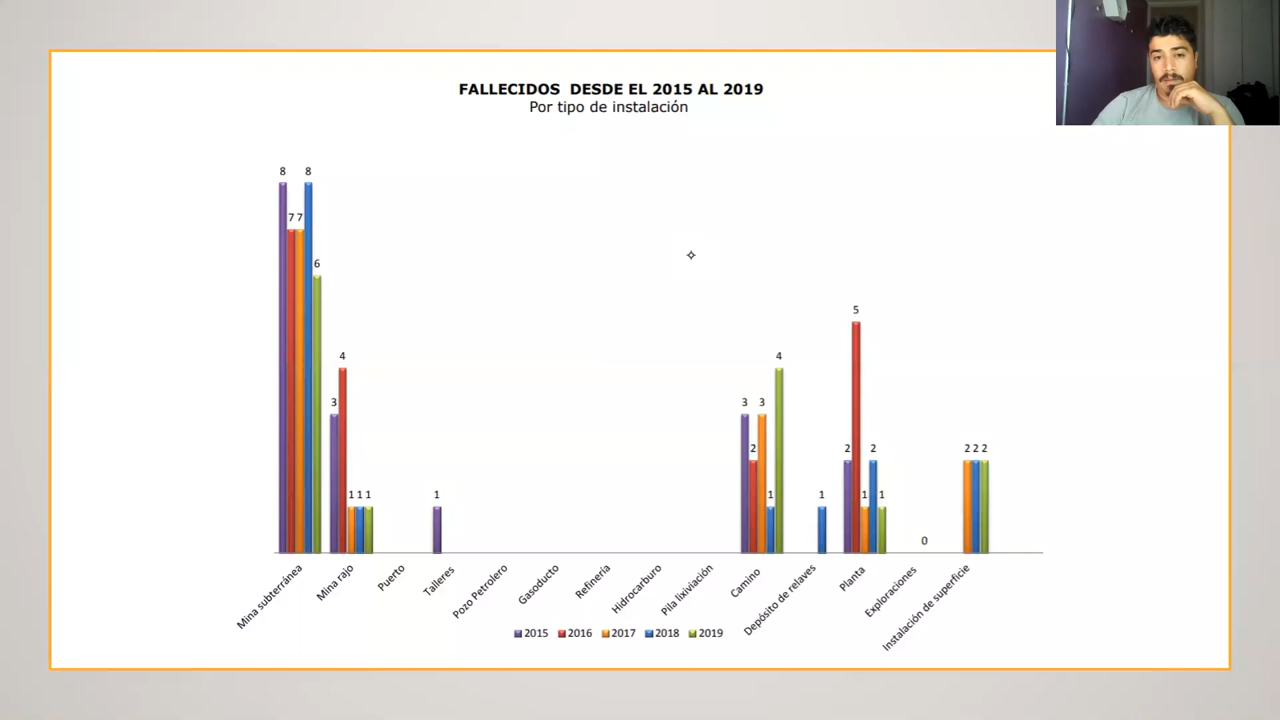 FALLECIDOS DESDE EL 2015 AL 2019
Por tipo de instalación
8
8
7 7
6
5
4
4
3
3
3
2
2
2
2 2 2
1 1 1
1
1
1
1
1
0
Mina subterránea
Mina rajo
Puerto
Talleres
Pozo Petrolero
Gasoducto
Refinería
Hidrocarburo
Pila lixiviación
Camino
Depósito de relaves
Planta
Exploraciones
Instalación de superficie
2015 2016 2017 2018 2019